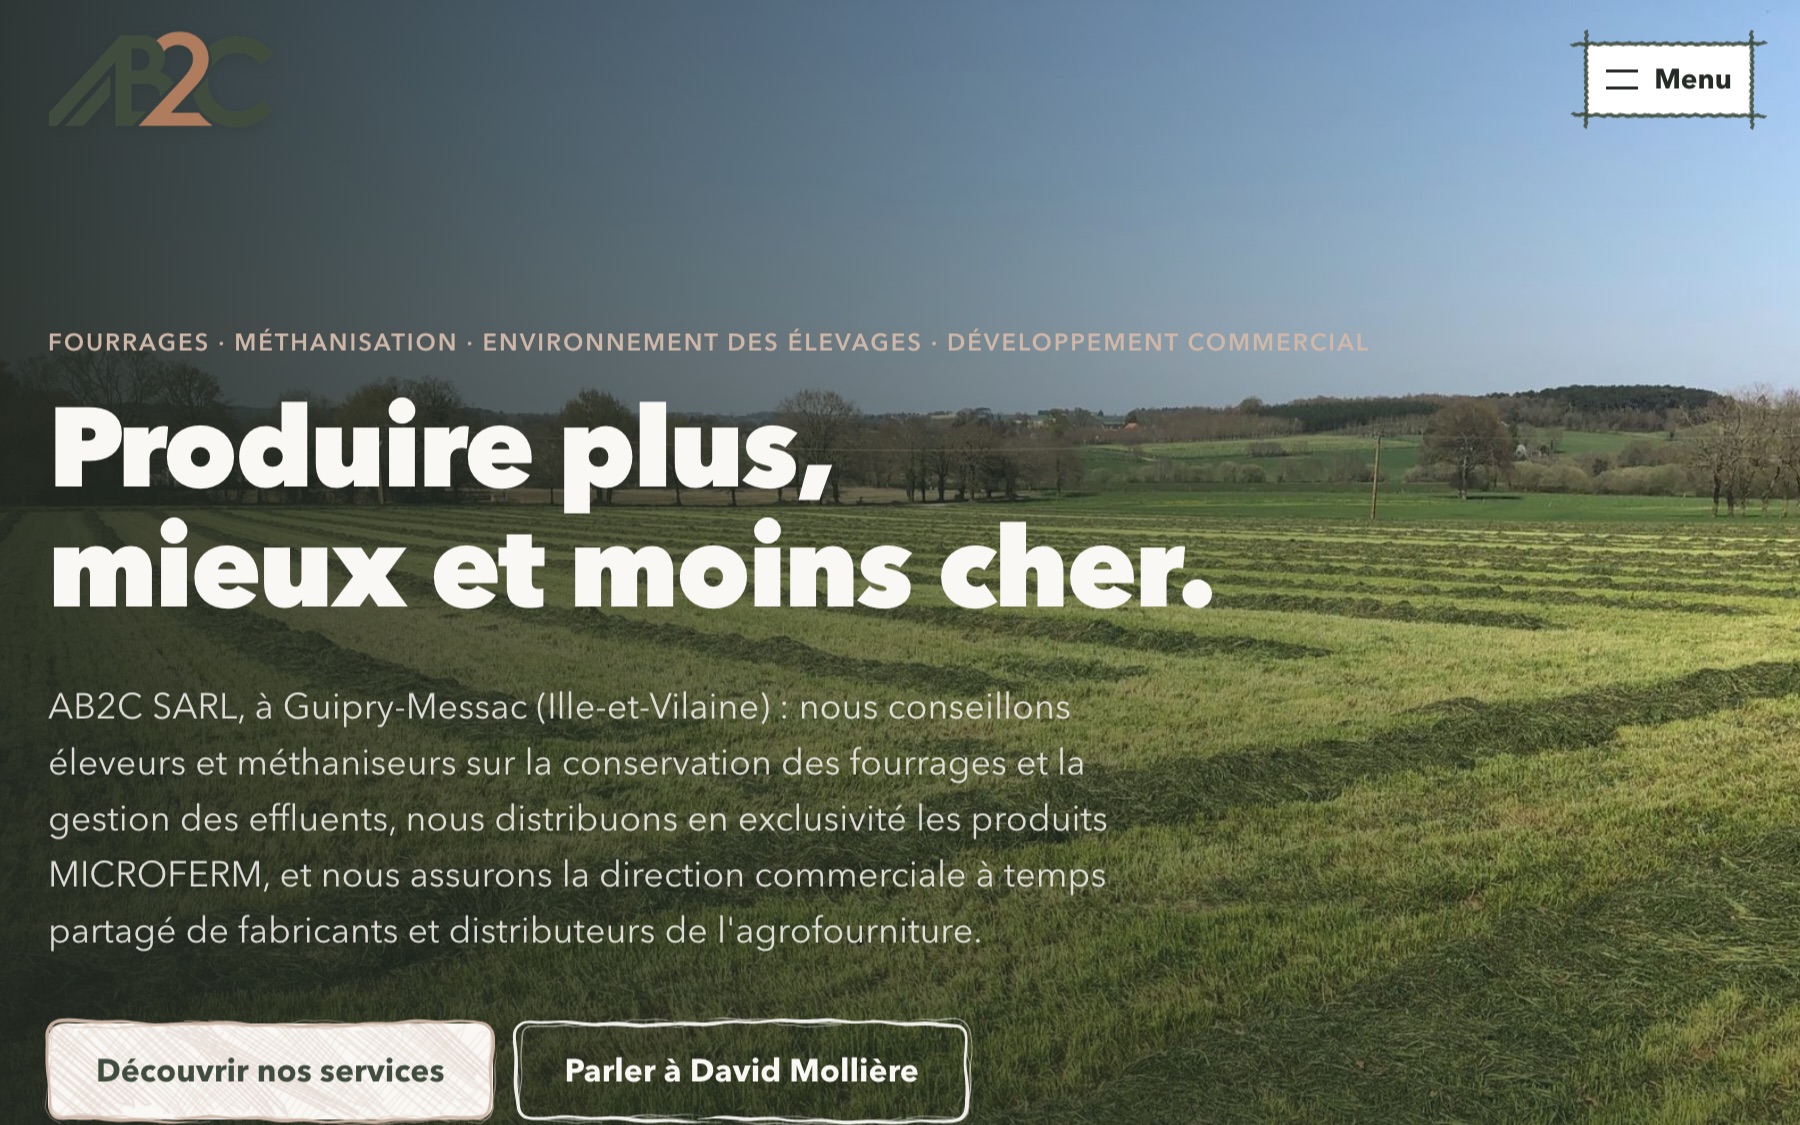 AB2C
Menu
FOURRAGES · MÉTHANISATION · ENVIRONNEMENT DES ÉLEVAGES · DÉVELOPPEMENT COMMERCIAL
Produire plus,
mieux et moins cher.
AB2C SARL, à Guipry-Messac (Ille-et-Vilaine) : nous conseillons
éleveurs et méthaniseurs sur la conservation des fourrages et la
gestion des effluents, nous distribuons en exclusivité les produits
MICROFERM, et nous assurons la direction commerciale à temps
partagé de fabricants et distributeurs de l'agrofourniture.
Découvrir nos services
Parler à David Mollière